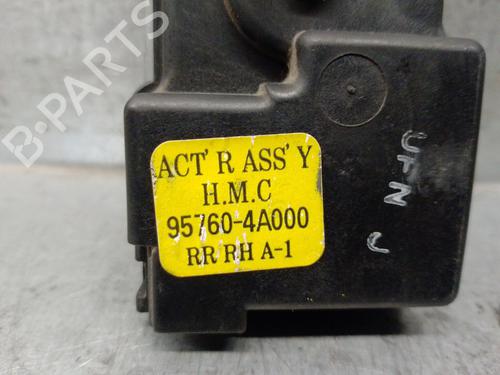 B-PARTS
ACT' R ASS' Y
H.M.C
95760-4A000
RR RH A-1